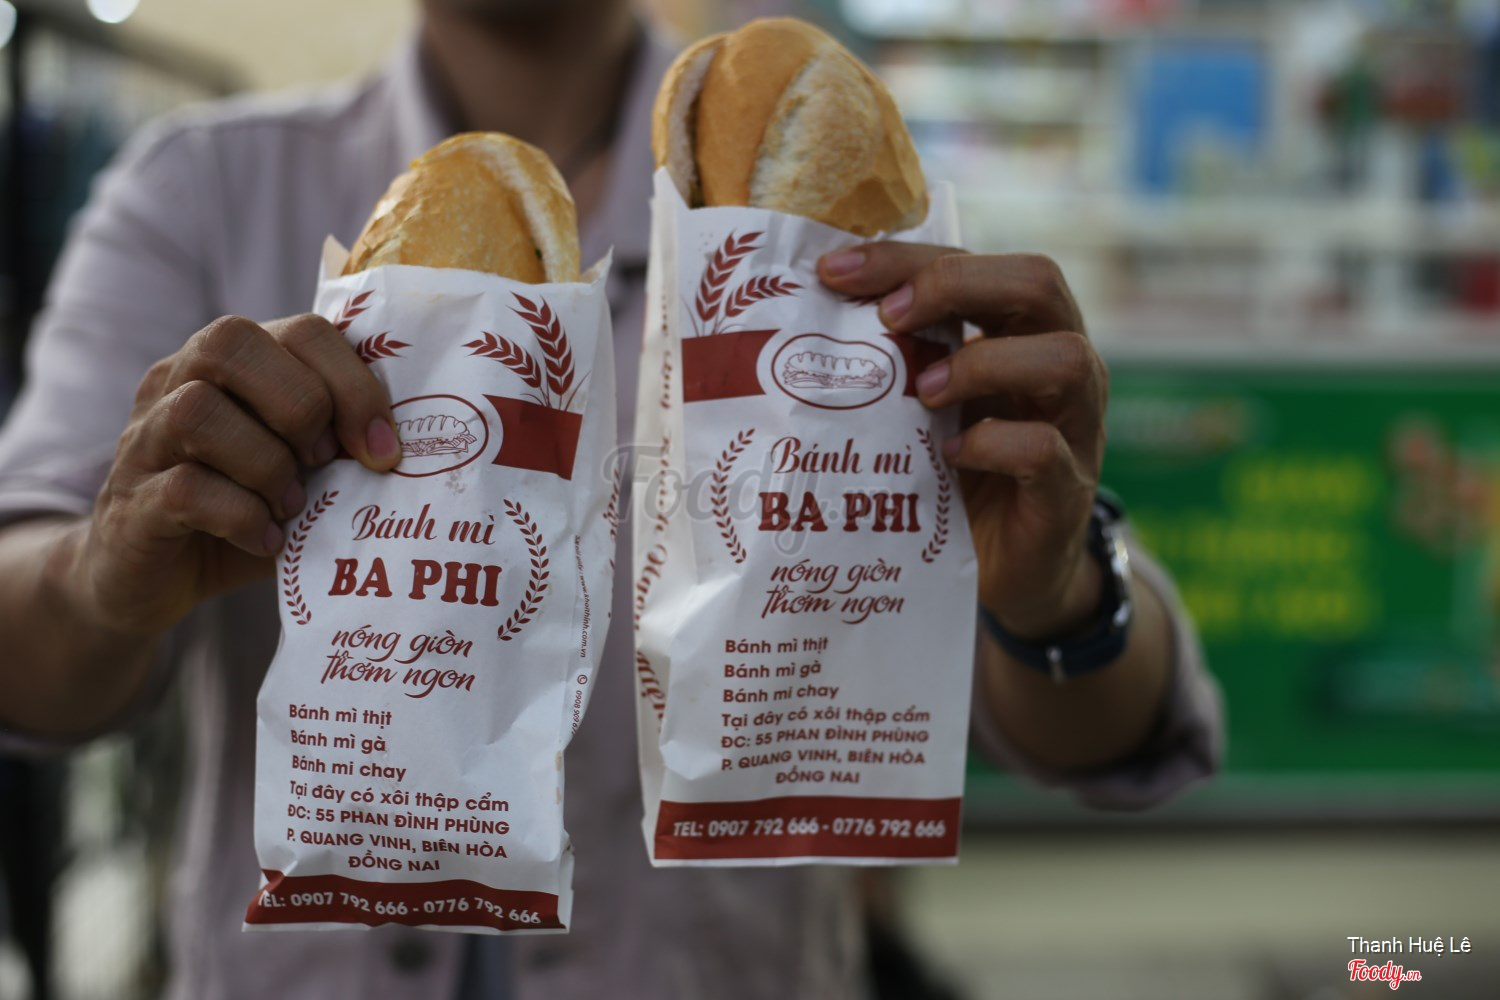 Bánh mì
BA PHI
nóng giòn
thơm ngon
Bánh mì thịt
Bánh mì gà
Bánh mi chay
Tại đây có xôi thập cẩm
ĐC: 55 PHAN ĐÌNH PHÙNG
P. QUANG VINH, BIÊN HÒA
ĐỒNG NAI
TEL: 0907 792 666 - 0776 792 666
Bánh mì
BA PHI
nóng giòn
thơm ngon
Bánh mì thịt
Bánh mì gà
Bánh mi chay
Tại đây có xôi thập cẩm
ĐC: 55 PHAN ĐÌNH PHÙNG
P. QUANG VINH, BIÊN HÒA
ĐỒNG NAI
TEL: 0907 792 666 - 0776 792 666
Foody.vn
Thanh Huệ Lê
Foody.vn